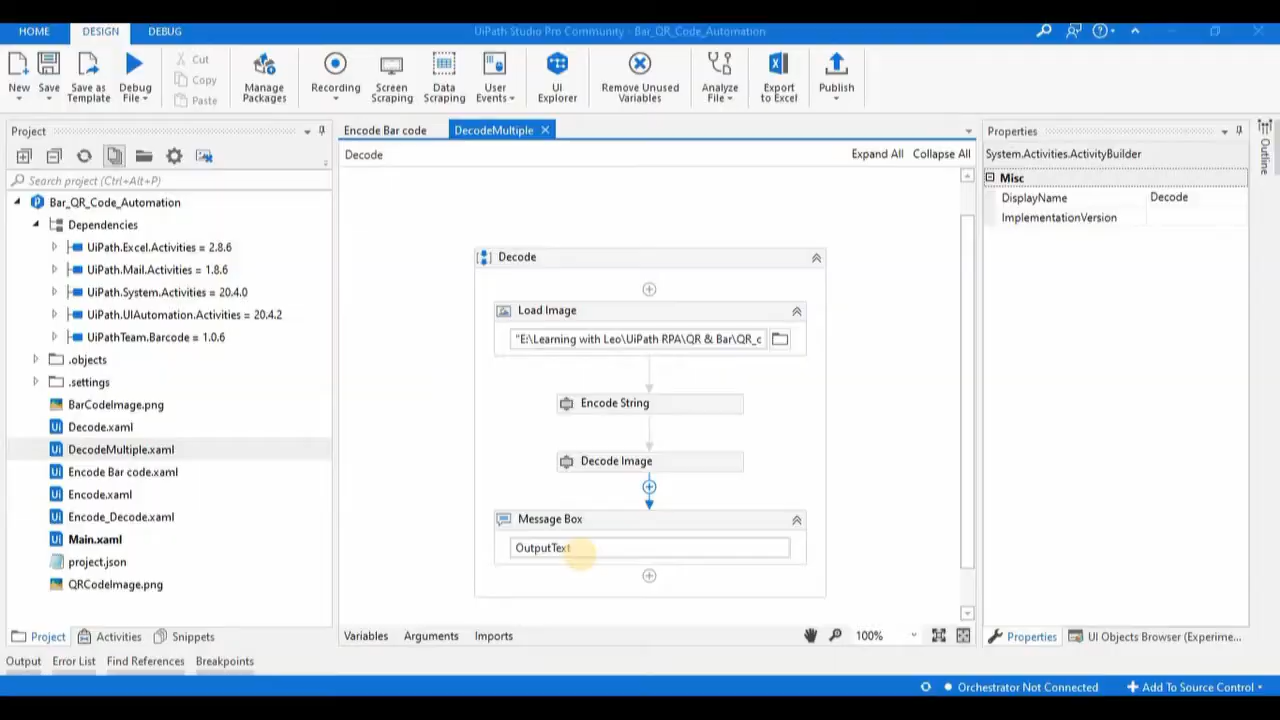 HOME DESIGN DEBUG UiPath Studio Pro Community - Bar_QR_Code_Automation
New Save Save as Template Debug File Cut Copy Paste Manage Packages Recording Screen Scraping Data Scraping User Events UI Explorer Remove Unused Variables Analyze File Export to Excel Publish
Project
Search project (Ctrl+Alt+P)
Bar_QR_Code_Automation
Dependencies
UiPath.Excel.Activities = 2.8.6
UiPath.Mail.Activities = 1.8.6
UiPath.System.Activities = 20.4.0
UiPath.UIAutomation.Activities = 20.4.2
UiPathTeam.Barcode = 1.0.6
.objects
.settings
BarCodeImage.png
Decode.xaml
DecodeMultiple.xaml
Encode Bar code.xaml
Encode.xaml
Encode_Decode.xaml
Main.xaml
project.json
QRCodeImage.png
Project Activities Snippets
Encode Bar code DecodeMultiple
Decode Expand All Collapse All
Decode
Load Image
"E:\Learning with Leo\UiPath RPA\QR & Bar\QR_c
Encode String
Decode Image
Message Box
OutputText
Variables Arguments Imports 100%
Properties
System.Activities.ActivityBuilder
Misc
DisplayName Decode
ImplementationVersion
Properties UI Objects Browser (Experime...
Outline
Output Error List Find References Breakpoints
Orchestrator Not Connected Add To Source Control